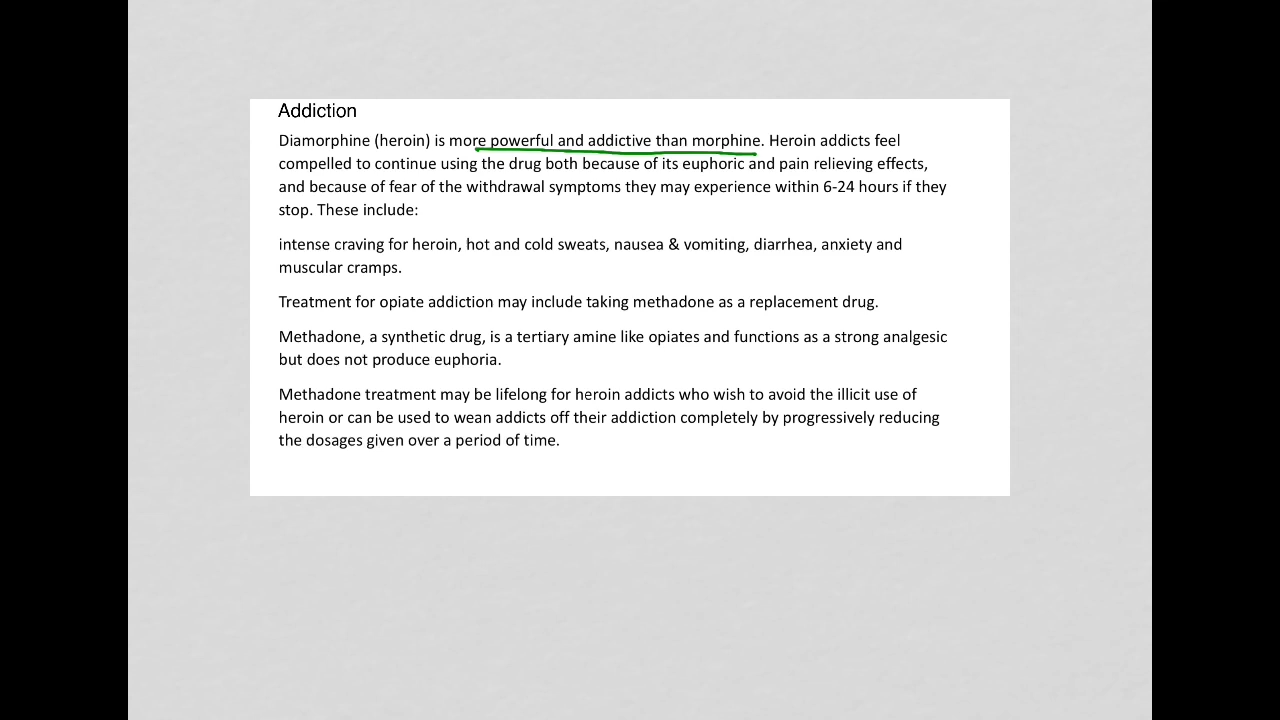 Addiction
Diamorphine (heroin) is more powerful and addictive than morphine. Heroin addicts feel
compelled to continue using the drug both because of its euphoric and pain relieving effects,
and because of fear of the withdrawal symptoms they may experience within 6-24 hours if they
stop. These include:
intense craving for heroin, hot and cold sweats, nausea & vomiting, diarrhea, anxiety and
muscular cramps.
Treatment for opiate addiction may include taking methadone as a replacement drug.
Methadone, a synthetic drug, is a tertiary amine like opiates and functions as a strong analgesic
but does not produce euphoria.
Methadone treatment may be lifelong for heroin addicts who wish to avoid the illicit use of
heroin or can be used to wean addicts off their addiction completely by progressively reducing
the dosages given over a period of time.